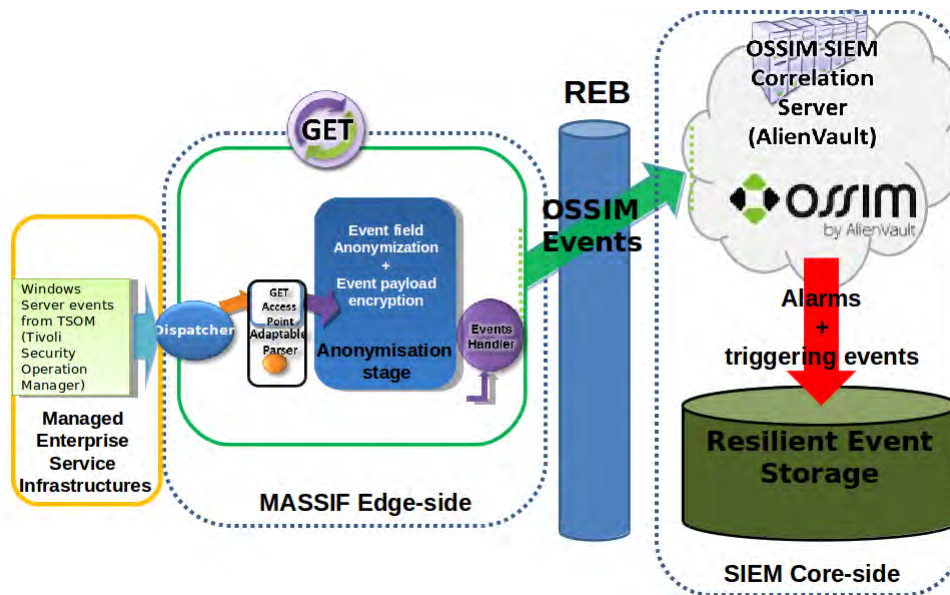 Windows
Server events
from TSOM
(Tivoli
Security
Operation
Manager)
Managed
Enterprise
Service
Infrastructures
GET
Dispatcher
GET
Access
Point
Adaptable
Parser
Event field
Anonymization
+
Event payload
encryption
Anonymisation
stage
Events
Handler
MASSIF Edge-side
REB
OSSIM
Events
OSSIM SIEM
Correlation
Server
(AlienVault)
OSSIM
by AlienVault
Alarms
+
triggering events
Resilient Event
Storage
SIEM Core-side